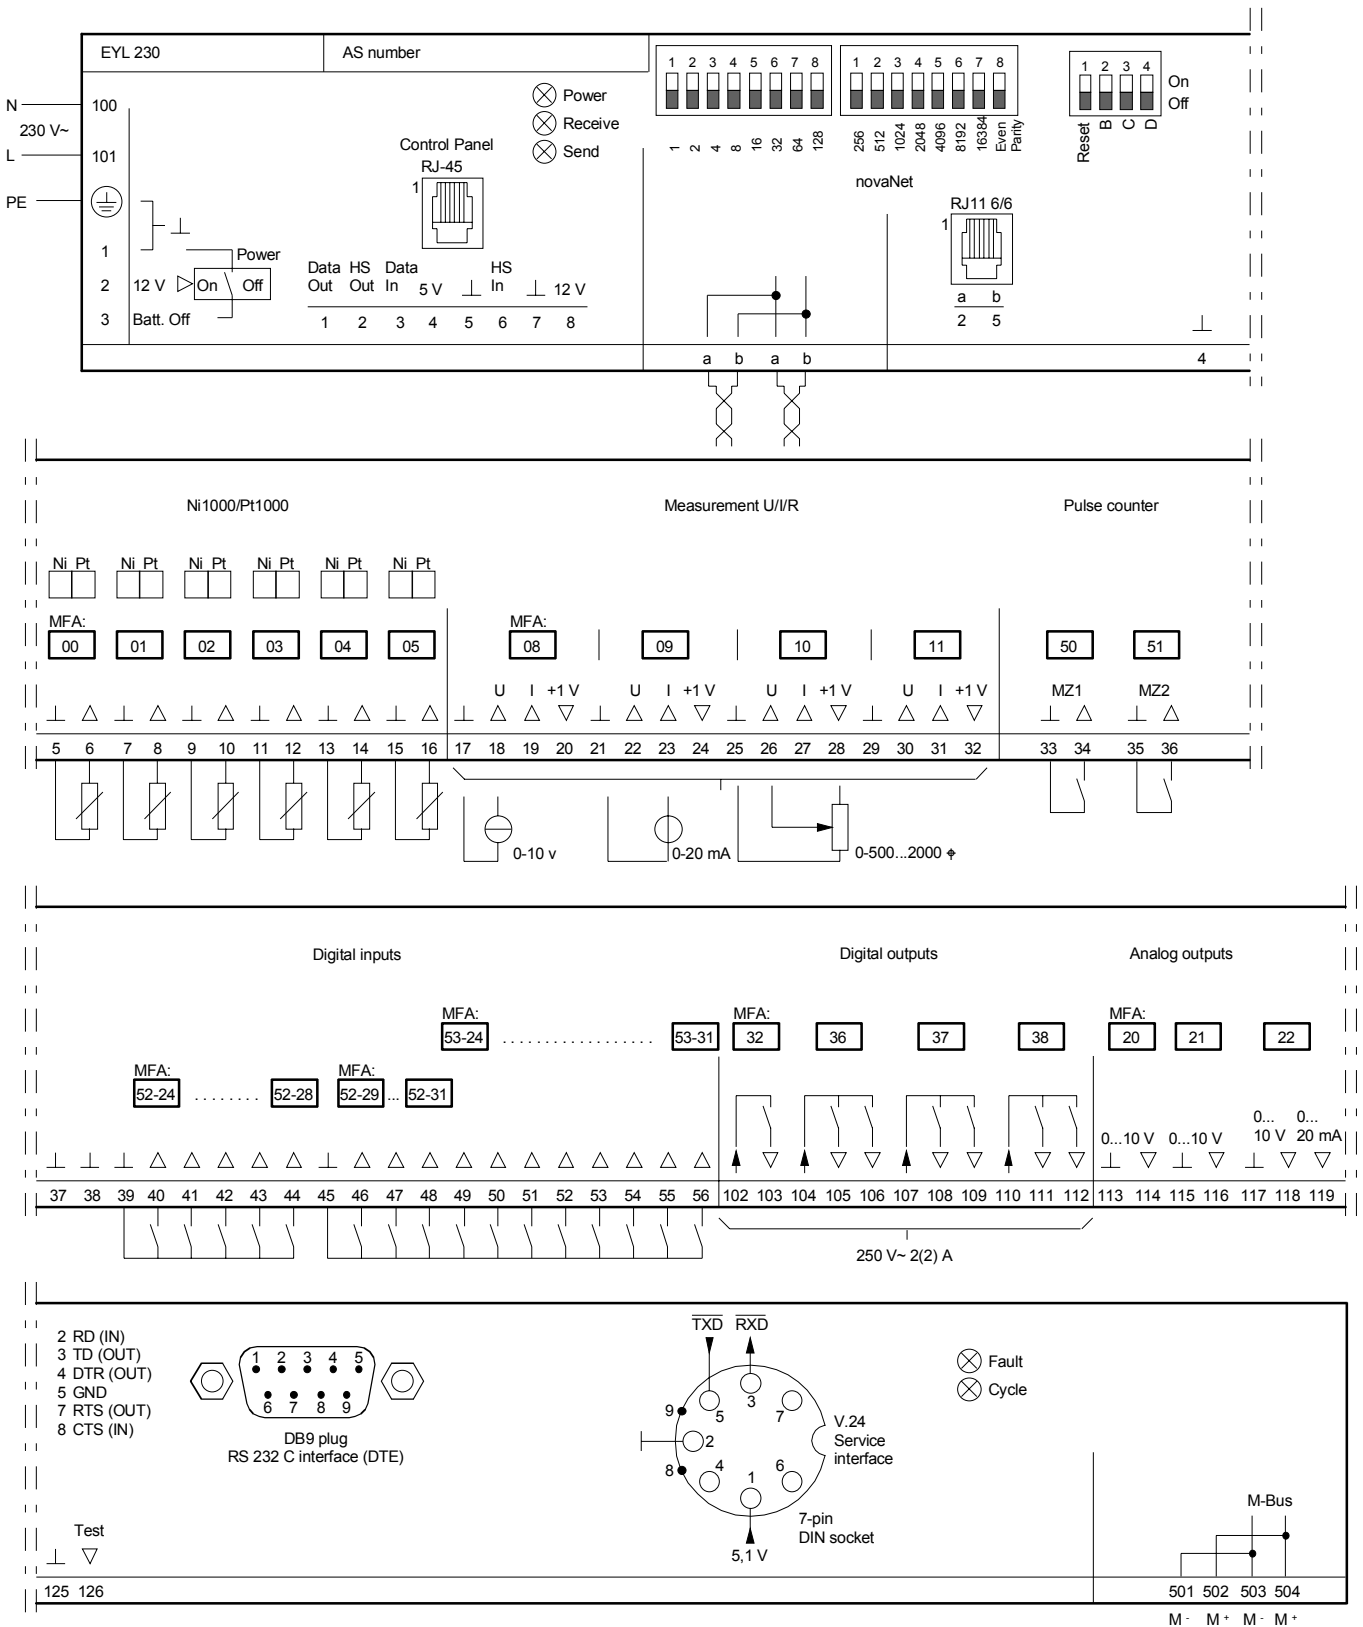 EYL 230
AS number
1 2 3 4 5 6 7 8
1 2 3 4 5 6 7 8
1 2 3 4
On
Off
1 2 4 8 16 32 64 128
256 512 1024 2048 4096 8192 16384 Even Parity
Reset B C D
N
230 V~
L
PE
100
101
1
2
3
Power
Receive
Send
Control Panel
RJ-45
1
novaNet
RJ11 6/6
1
a b
2 5
Power
12 V
On Off
Batt. Off
Data Out HS Out Data In 5 V HS In 12 V
1 2 3 4 5 6 7 8
a b a b
4
Ni1000/Pt1000
Measurement U/I/R
Pulse counter
Ni Pt Ni Pt Ni Pt Ni Pt Ni Pt Ni Pt
MFA:
MFA:
00 01 02 03 04 05 08 09 10 11 50 51
U I +1 V U I +1 V U I +1 V U I +1 V MZ1 MZ2
5 6 7 8 9 10 11 12 13 14 15 16 17 18 19 20 21 22 23 24 25 26 27 28 29 30 31 32 33 34 35 36
0-10 v
0-20 mA
0-500...2000 ⌽
Digital inputs
Digital outputs
Analog outputs
MFA:
MFA:
MFA:
53-24 .................. 53-31 32 36 37 38 20 21 22
MFA:
MFA:
52-24 ........ 52-28 52-29 ... 52-31
0...10 V 0...10 V 0... 10 V 0... 20 mA
37 38 39 40 41 42 43 44 45 46 47 48 49 50 51 52 53 54 55 56 102 103 104 105 106 107 108 109 110 111 112 113 114 115 116 117 118 119
250 V~ 2(2) A
2 RD (IN)
3 TD (OUT)
4 DTR (OUT)
5 GND
7 RTS (OUT)
8 CTS (IN)
1 2 3 4 5
6 7 8 9
DB9 plug
RS 232 C interface (DTE)
TXD RXD
5 3 7
9
2
8 4 1 6
V.24
Service
interface
7-pin
DIN socket
5,1 V
Fault
Cycle
M-Bus
Test
125 126
501 502 503 504
M - M + M - M +